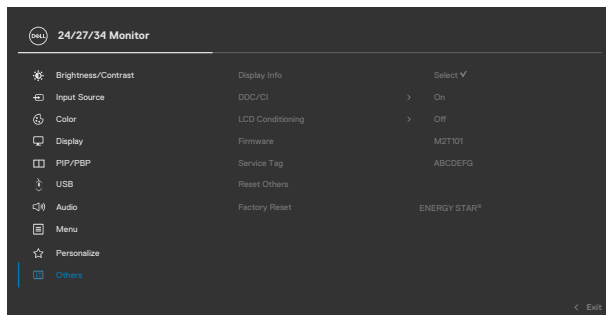 DELL 24/27/34 Monitor
Brightness/Contrast Display Info Select ✓
Input Source DDC/CI > On
Color LCD Conditioning > Off
Display Firmware M2T101
PIP/PBP Service Tag ABCDEFG
USB Reset Others
Audio Factory Reset ENERGY STAR®
Menu
Personalize
Others
< Exit